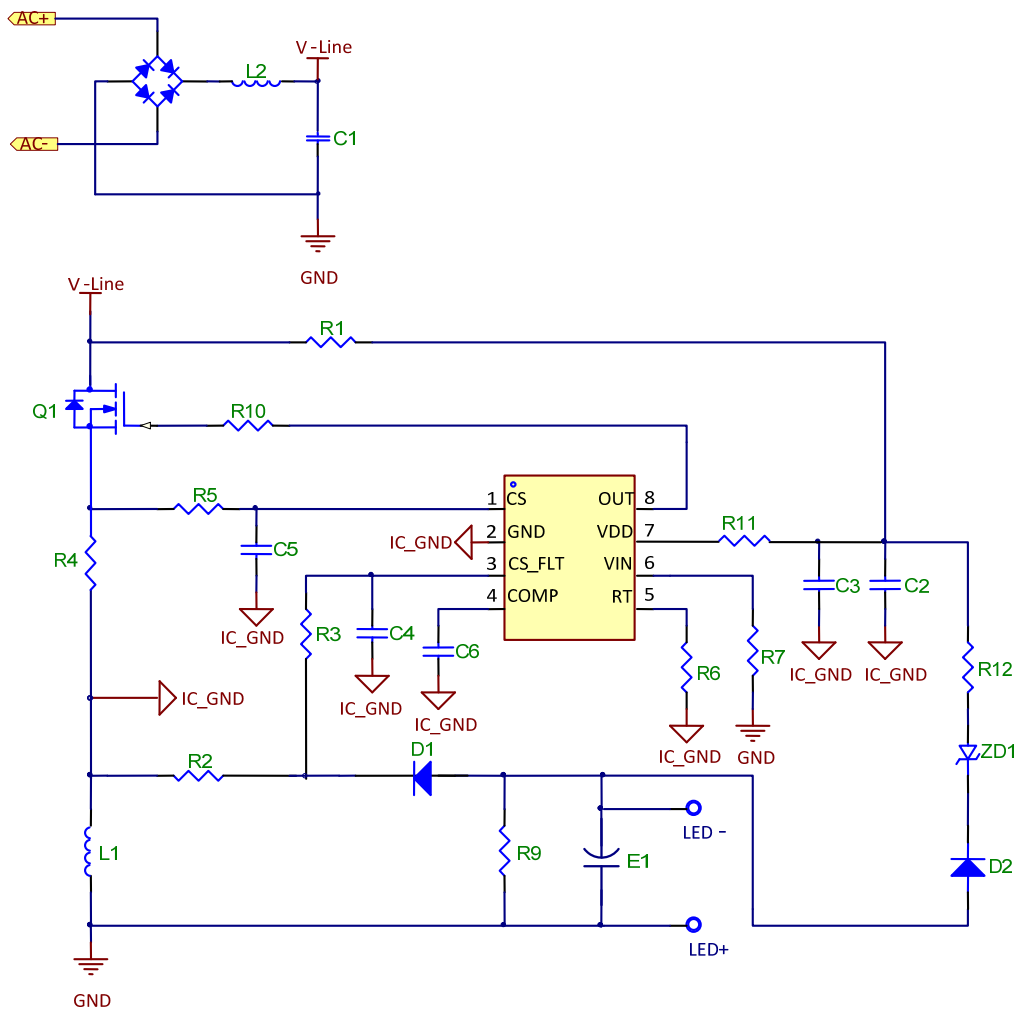 AC+
V-Line
L2
C1
AC-
GND
V-Line
R1
Q1
R10
R5
1 CS
OUT 8
2 GND
VDD 7
R11
IC_GND
3 CS_FLT
VIN 6
4 COMP
RT 5
R4
C5
IC_GND
C3
C2
R3
C4
C6
R6
R7
IC_GND
IC_GND
R12
IC_GND
IC_GND
IC_GND
IC_GND
GND
R2
D1
ZD1
LED -
L1
R9
E1
D2
LED+
GND